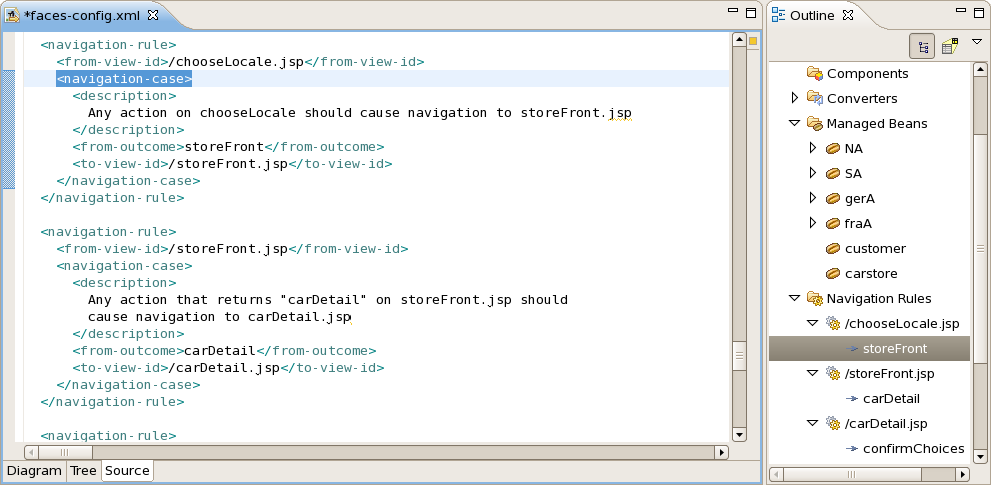 *faces-config.xml
<navigation-rule>
<from-view-id>/chooseLocale.jsp</from-view-id>
<navigation-case>
<description>
Any action on chooseLocale should cause navigation to storeFront.jsp
</description>
<from-outcome>storeFront</from-outcome>
<to-view-id>/storeFront.jsp</to-view-id>
</navigation-case>
</navigation-rule>
<navigation-rule>
<from-view-id>/storeFront.jsp</from-view-id>
<navigation-case>
<description>
Any action that returns "carDetail" on storeFront.jsp should
cause navigation to carDetail.jsp
</description>
<from-outcome>carDetail</from-outcome>
<to-view-id>/carDetail.jsp</to-view-id>
</navigation-case>
</navigation-rule>
<navigation-rule>
Diagram Tree Source
Outline
Components
Converters
Managed Beans
NA
SA
gerA
fraA
customer
carstore
Navigation Rules
/chooseLocale.jsp
storeFront
/storeFront.jsp
carDetail
/carDetail.jsp
confirmChoices